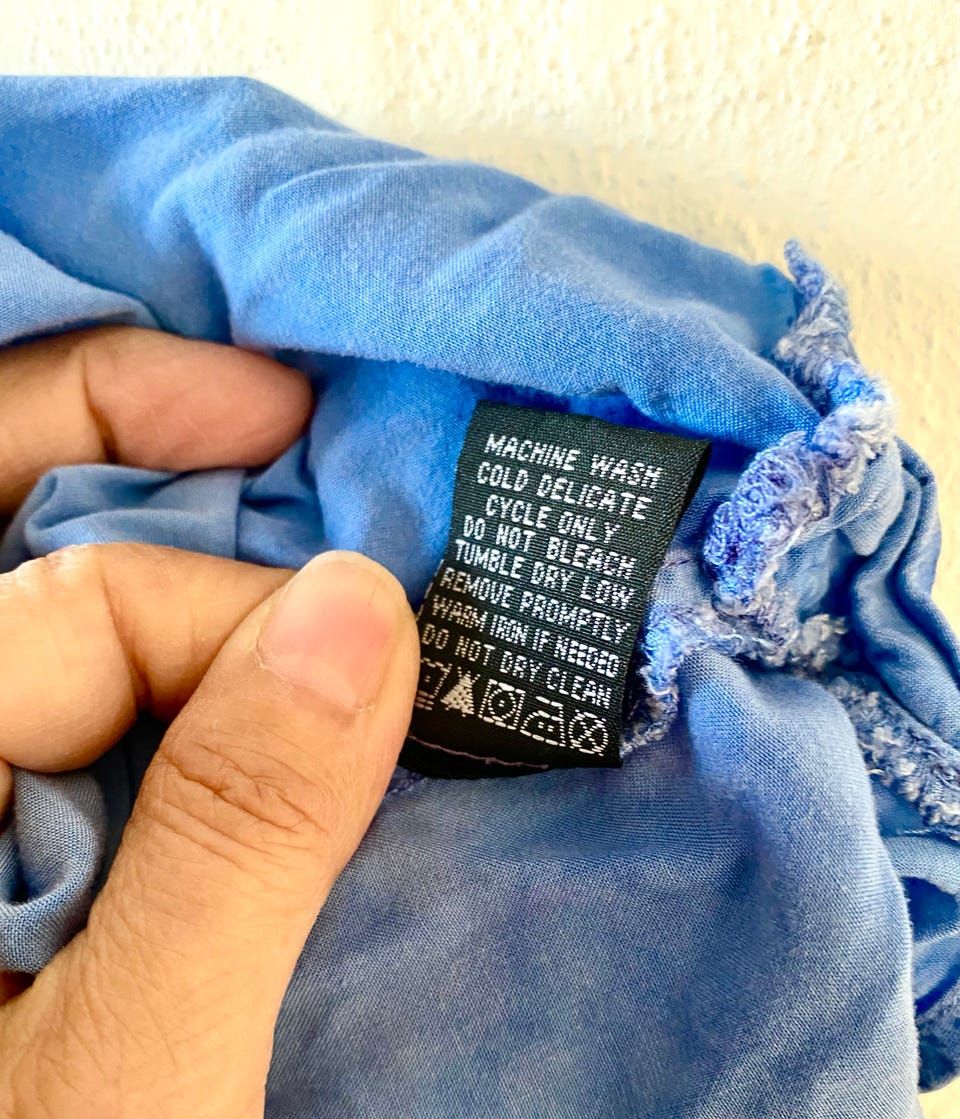 MACHINE WASH
COLD DELICATE
CYCLE ONLY
DO NOT BLEACH
TUMBLE DRY LOW
REMOVE PROMPTLY
WARM IRON IF NEEDED
DO NOT DRY CLEAN